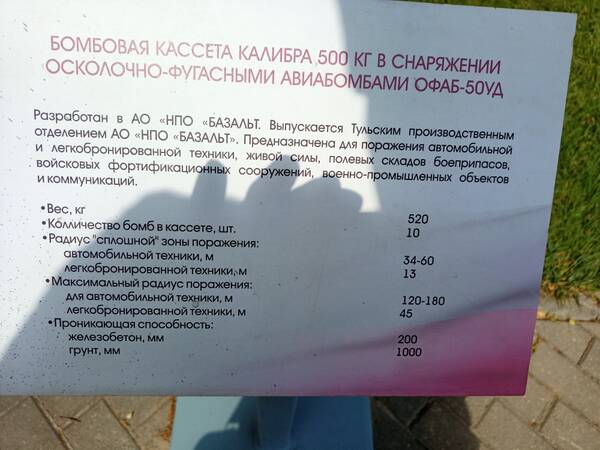 БОМБОВАЯ КАССЕТА КАЛИБРА 500 КГ В СНАРЯЖЕНИИ
ОСКОЛОЧНО-ФУГАСНЫМИ АВИАБОМБАМИ ОФАБ-50УД
Разработан в АО «НПО «БАЗАЛЬТ. Выпускается Тульским производственным
отделением АО «НПО «БАЗАЛЬТ». Предназначена для поражения автомобильной
и легкобронированной техники, живой силы, полевых складов боеприпасов,
войсковых фортификационных сооружений, военно-промышленных объектов
и коммуникаций.
•Вес, кг 520
•Колличество бомб в кассете, шт. 10
•Радиус "сплошной" зоны поражения:
автомобильной техники, м 34-60
легкобронированной техники,м 13
•Максимальный радиус поражения:
для автомобильной техники, м 120-180
легкобронированной техники, м 45
•Проникающая способность:
железобетон, мм 200
грунт, мм 1000